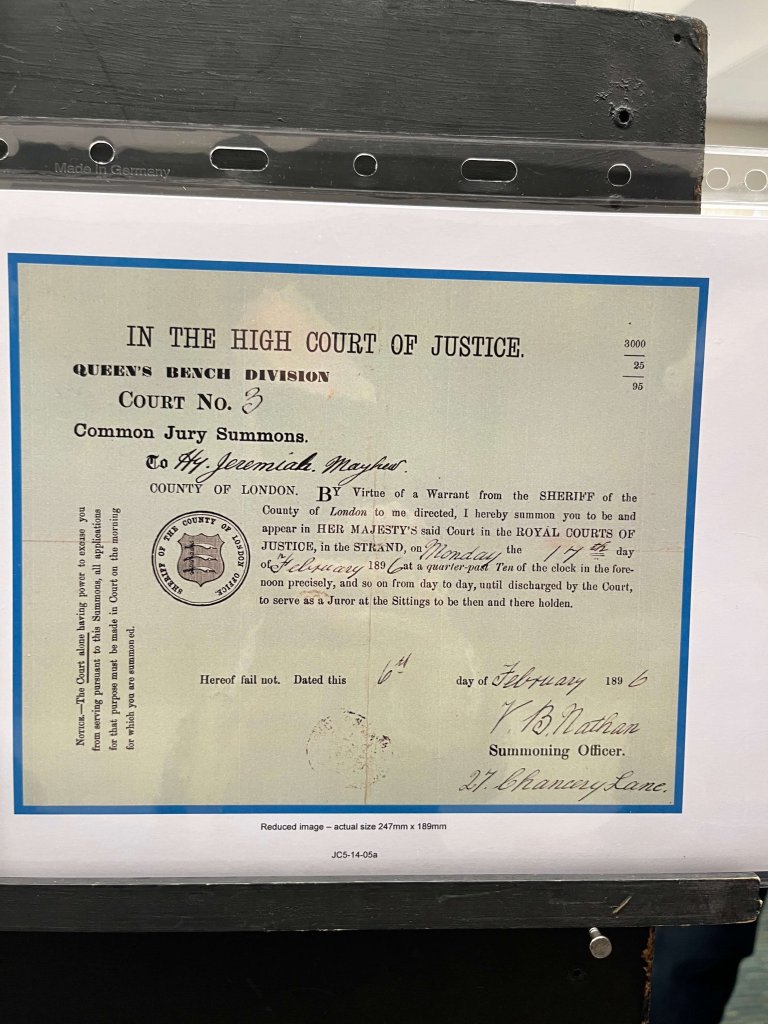 Made in Germany
IN THE HIGH COURT OF JUSTICE.
3000
25
95
QUEEN'S BENCH DIVISION
COURT No. 3
Common Jury Summons.
To Hy. Jeremiah. Mayhew.
COUNTY OF LONDON. BY Virtue of a Warrant from the SHERIFF of the
County of London to me directed, I hereby summon you to be and
appear in HER MAJESTY'S said Court in the ROYAL COURTS OF
JUSTICE, in the STRAND, on Monday the 17th day
of February 1896 at a quarter-past Ten of the clock in the fore-
noon precisely, and so on from day to day, until discharged by the Court,
to serve as a Juror at the Sittings to be then and there holden.
SHERIFF OF THE COUNTY OF LONDON OFFICE.
NOTICE.—The Court alone having power to excuse you
from serving pursuant to this Summons, all applications
for that purpose must be made in Court on the morning
for which you are summoned.
Hereof fail not. Dated this 6th day of February 1896
V. B. Nathan
Summoning Officer.
27. Chancery Lane.
Reduced image – actual size 247mm x 189mm
JC5-14-05a